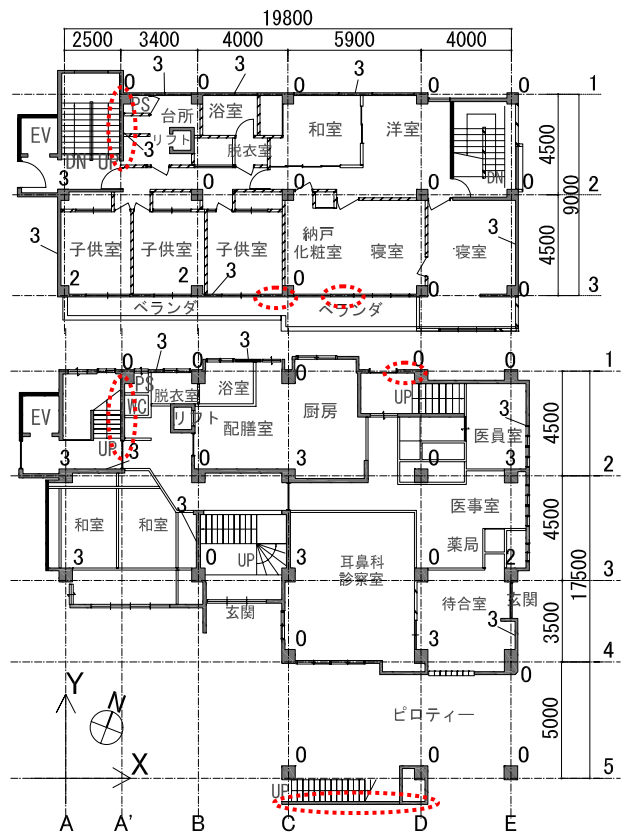 19800
2500 3400 4000 5900 4000
3 3 3
0 0 0 0 0 1
PS 台所 浴室
EV リフト 和室 洋室
DN UP 3 脱衣室 DN 4500
3 0 0 0 0 2
9000
3 子供室 子供室 子供室 納戸
化粧室 寝室 寝室 3 4500
2 2 3 0 0 0 3
ベランダ ベランダ
3 3
0 0 0 0 0 1
PS 脱衣室 浴室 厨房
EV WC リフト UP 3
配膳室 医員室 4500
UP
3 3 3 0 3 0 0 2
3
和室 和室 医事室 4500
薬局
3 0 UP 3 耳鼻科
診察室 0 2 3
17500
玄関 待合室 玄関
3 3500
0 3 0 4
Y
N
ピロティー 5000
X 0 0 0 5
UP
A A' B C D E